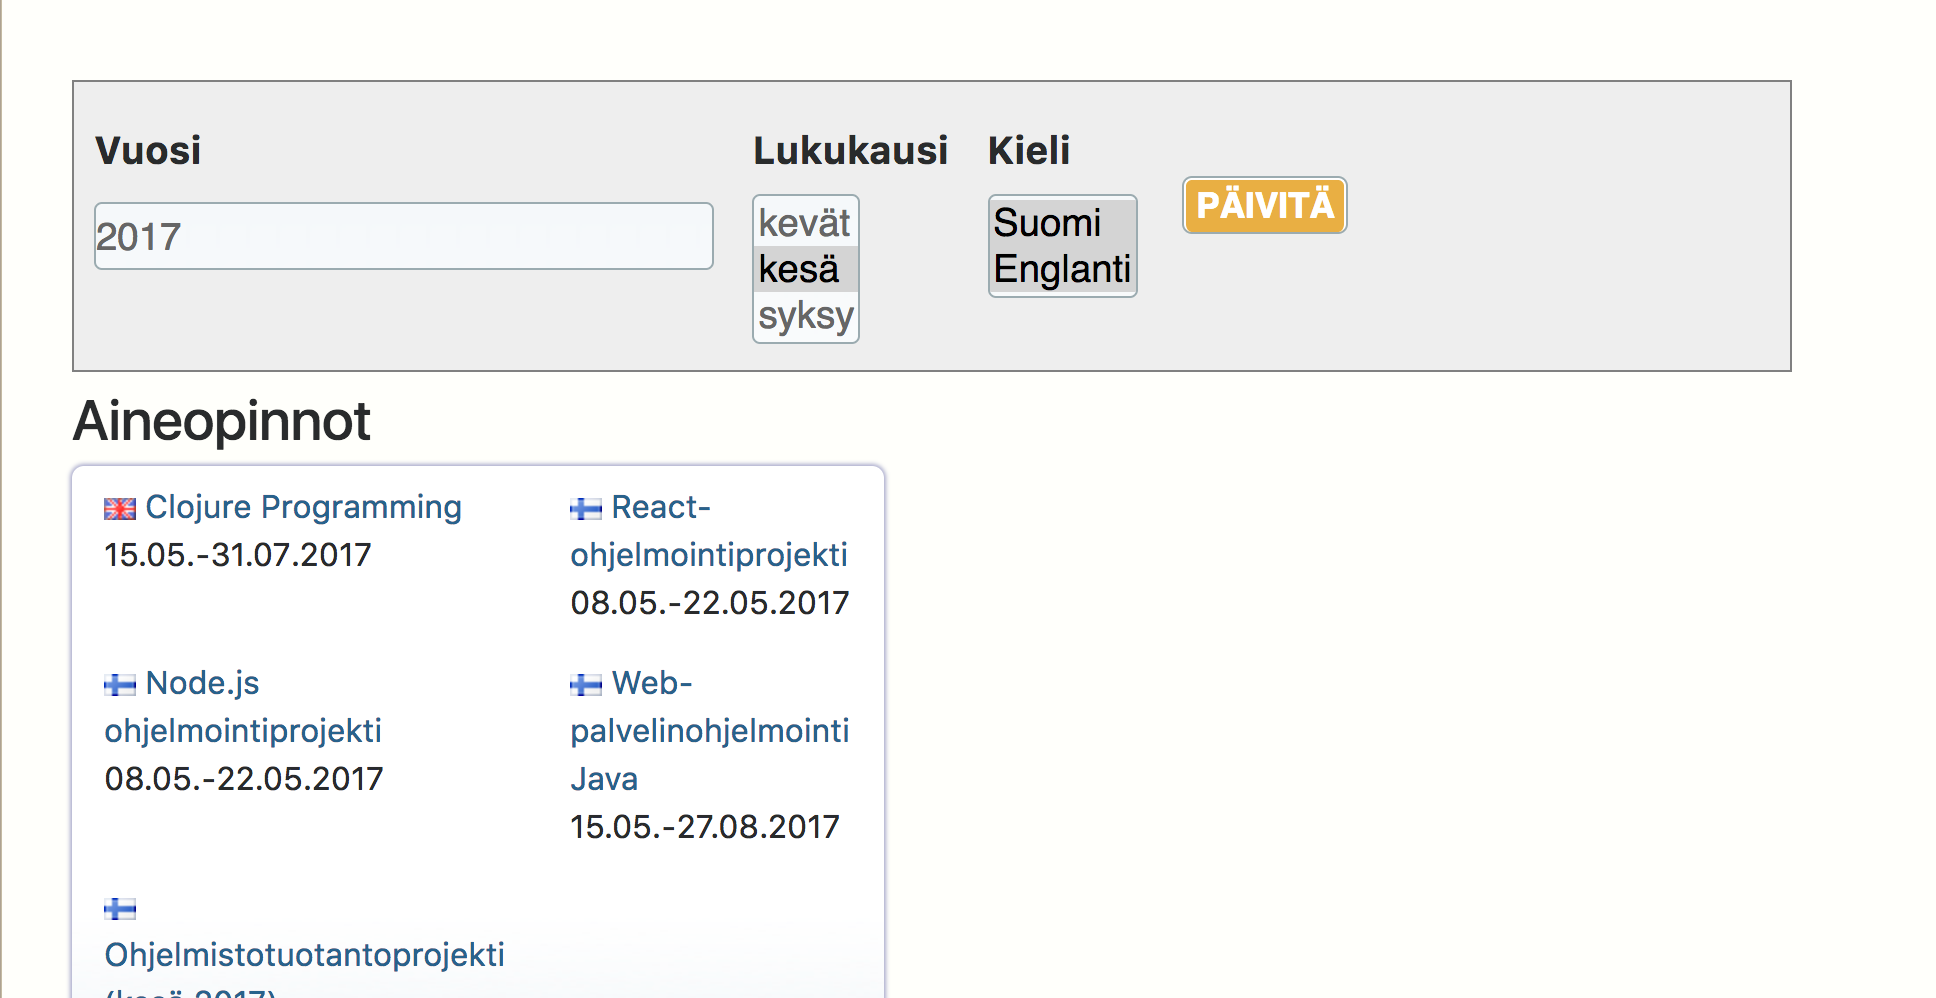 Vuosi
Lukukausi
Kieli
2017
kevät
kesä
syksy
Suomi
Englanti
PÄIVITÄ
Aineopinnot
Clojure Programming
15.05.-31.07.2017
React-
ohjelmointiprojekti
08.05.-22.05.2017
Node.js
ohjelmointiprojekti
08.05.-22.05.2017
Web-
palvelinohjelmointi
Java
15.05.-27.08.2017
Ohjelmistotuotantoprojekti
(kesä 2017)